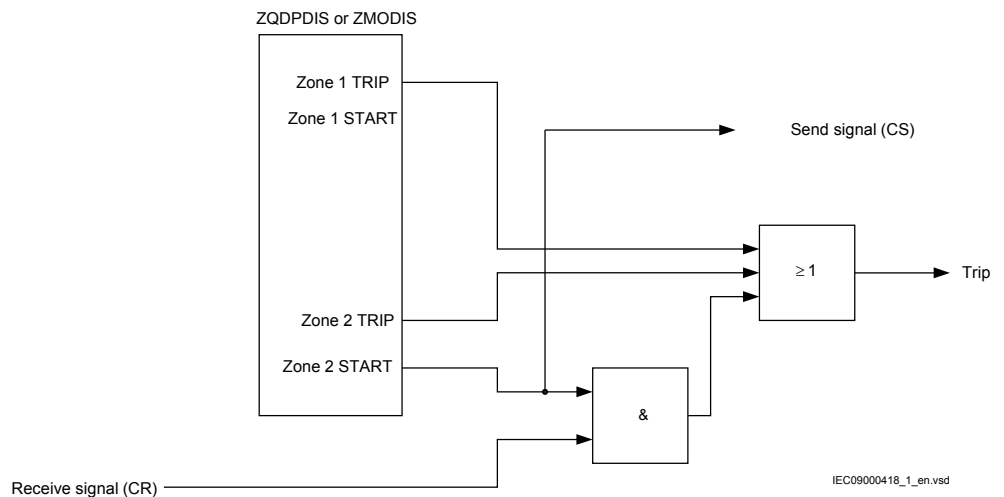 ZQDPDIS or ZMODIS
Zone 1 TRIP
Zone 1 START
Send signal (CS)
≥ 1
Trip
Zone 2 TRIP
Zone 2 START
&
Receive signal (CR)
IEC09000418_1_en.vsd